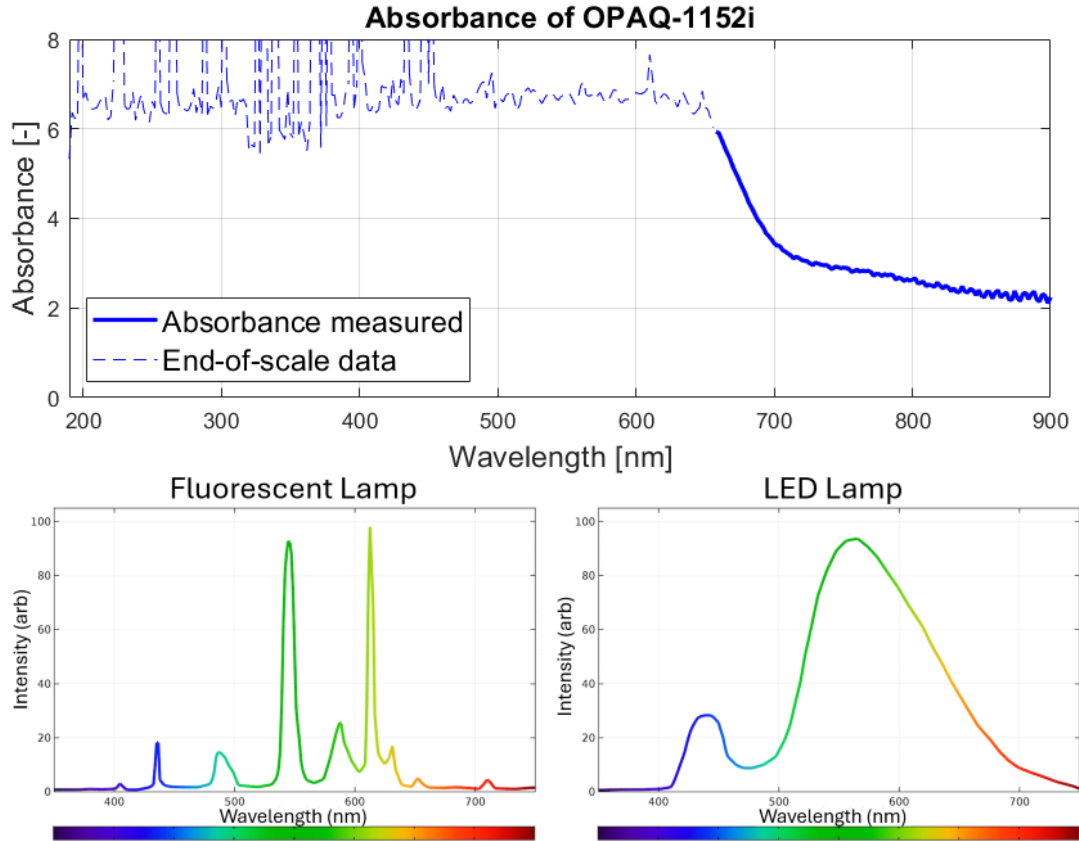 Absorbance of OPAQ-1152i
8
6
4
2
0
Absorbance [-]
Absorbance measured
End-of-scale data
200 300 400 500 600 700 800 900
Wavelength [nm]
Fluorescent Lamp
100
80
60
40
20
0
Intensity (arb)
400 500 600 700
Wavelength (nm)
LED Lamp
100
80
60
40
20
0
Intensity (arb)
400 500 600 700
Wavelength (nm)